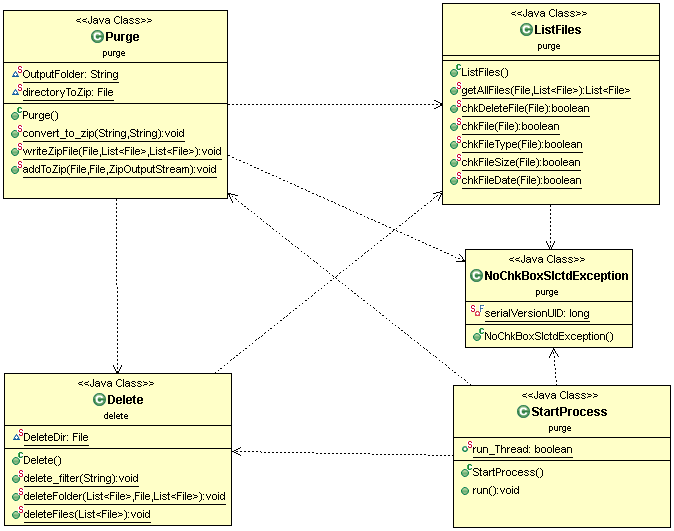 <<Java Class>>
Purge
purge
OutputFolder: String
directoryToZip: File
Purge()
convert_to_zip(String,String):void
writeZipFile(File,List<File>,List<File>):void
addToZip(File,File,ZipOutputStream):void
<<Java Class>>
ListFiles
purge
ListFiles()
getAllFiles(File,List<File>):List<File>
chkDeleteFile(File):boolean
chkFile(File):boolean
chkFileType(File):boolean
chkFileSize(File):boolean
chkFileDate(File):boolean
<<Java Class>>
NoChkBoxSlctdException
purge
serialVersionUID: long
NoChkBoxSlctdException()
<<Java Class>>
Delete
delete
DeleteDir: File
Delete()
delete_filter(String):void
deleteFolder(List<File>,File,List<File>):void
deleteFiles(List<File>):void
<<Java Class>>
StartProcess
purge
run_Thread: boolean
StartProcess()
run():void